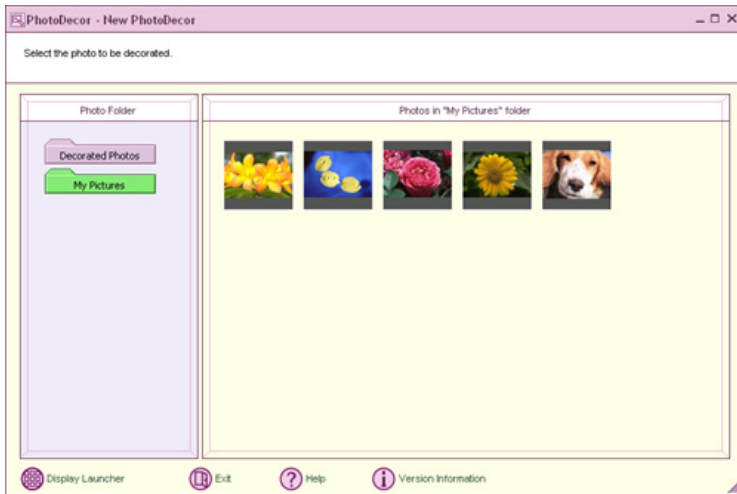 PhotoDecor - New PhotoDecor
Select the photo to be decorated.
Photo Folder
Photos in "My Pictures" folder
Decorated Photos
My Pictures
Display Launcher
Exit
Help
Version Information